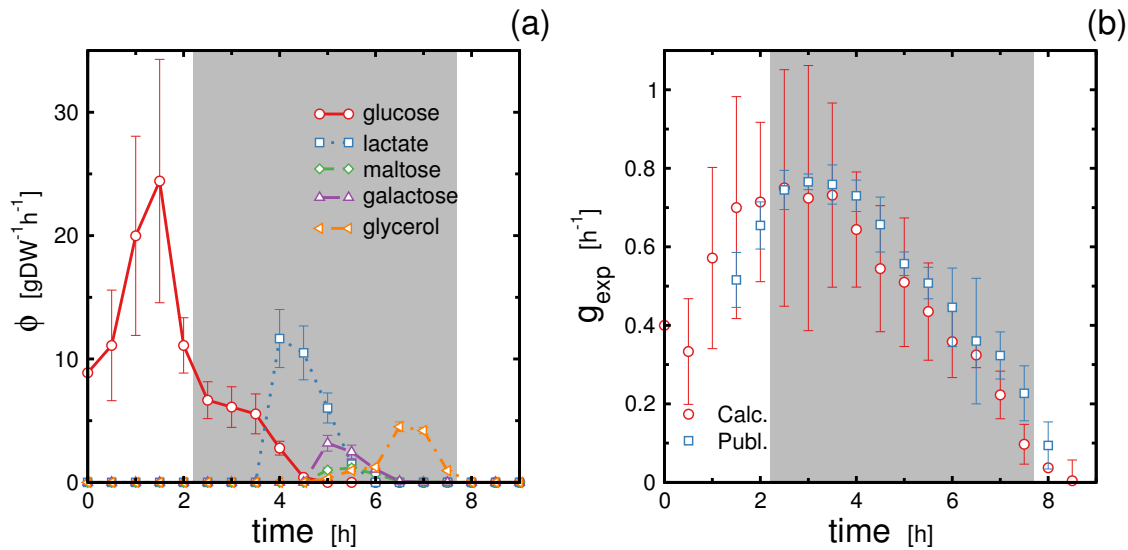 (a)
30
20
10
0
ϕ [gDW⁻¹h⁻¹]
glucose
lactate
maltose
galactose
glycerol
0 2 4 6 8
time [h]
(b)
1
0.8
0.6
0.4
0.2
0
g_exp [h⁻¹]
Calc.
Publ.
0 2 4 6 8
time [h]